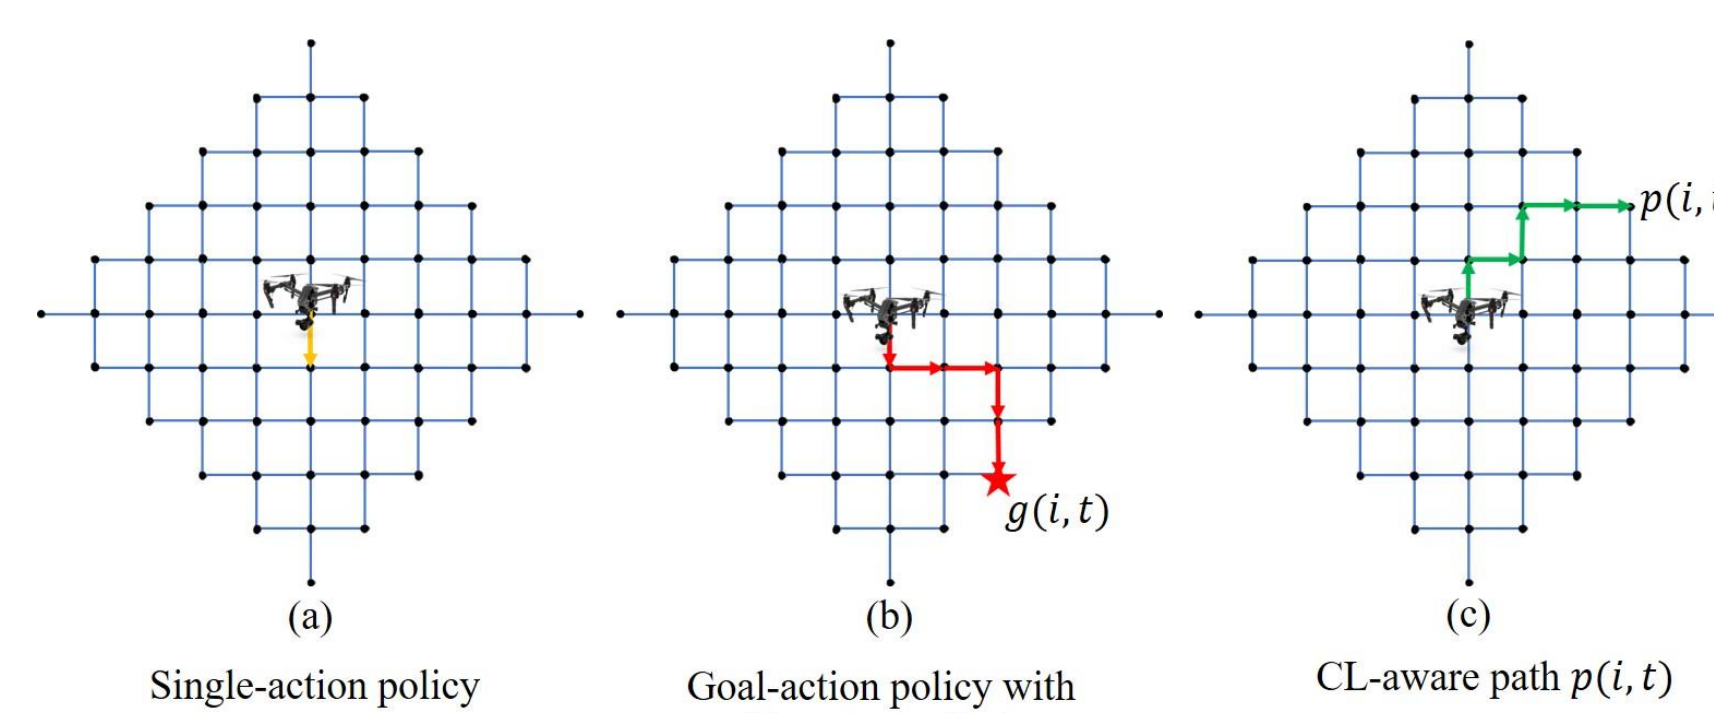 p(i,
g(i, t)
(a)
(b)
(c)
Single-action policy
Goal-action policy with
CL-aware path p(i, t)